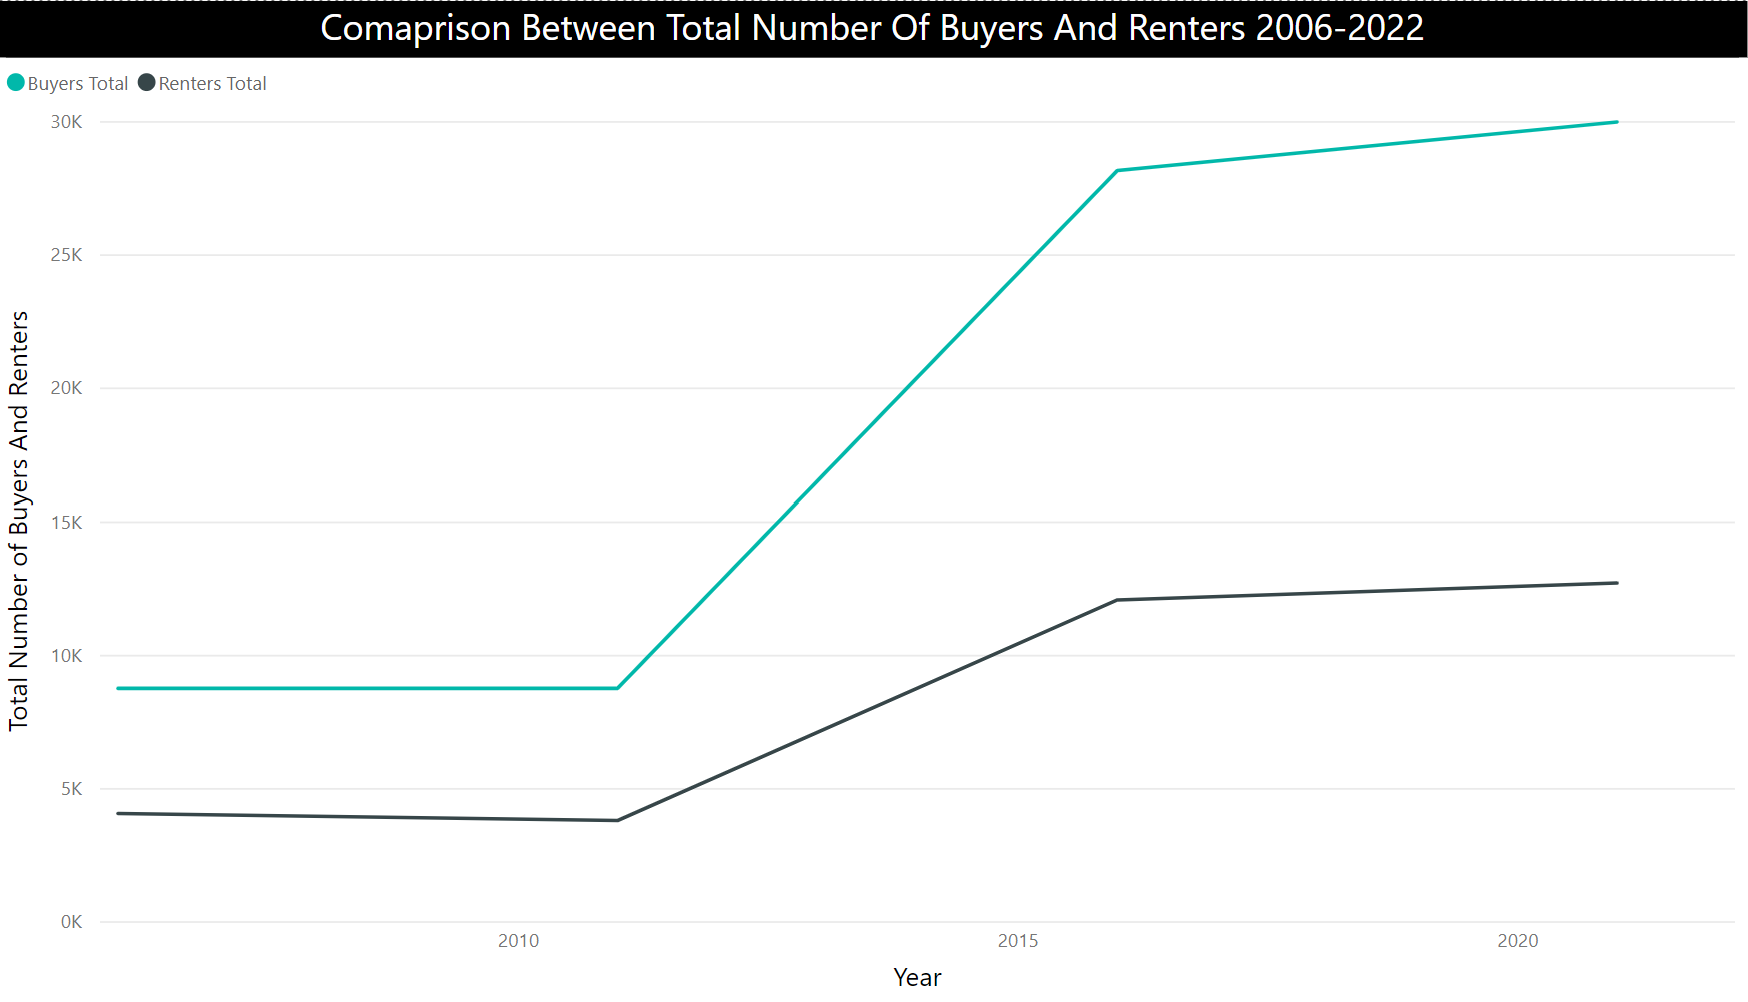 Comaprison Between Total Number Of Buyers And Renters 2006-2022
Buyers Total Renters Total
30K
25K
20K
15K
10K
5K
0K
Total Number of Buyers And Renters
2010 2015 2020
Year